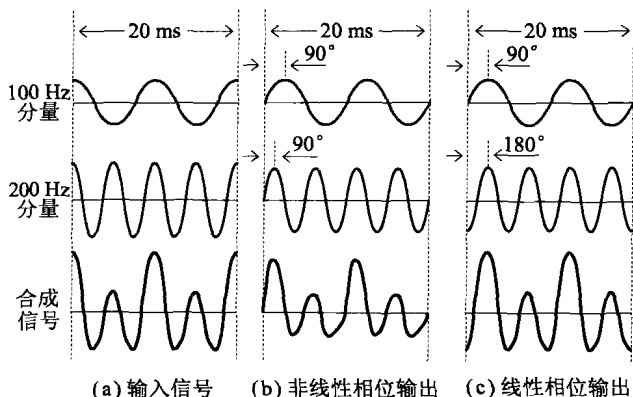 20 ms 20 ms 20 ms
90° 90°
100 Hz
分量
90° 180°
200 Hz
分量
合成
信号
(a) 输入信号 (b) 非线性相位输出 (c) 线性相位输出